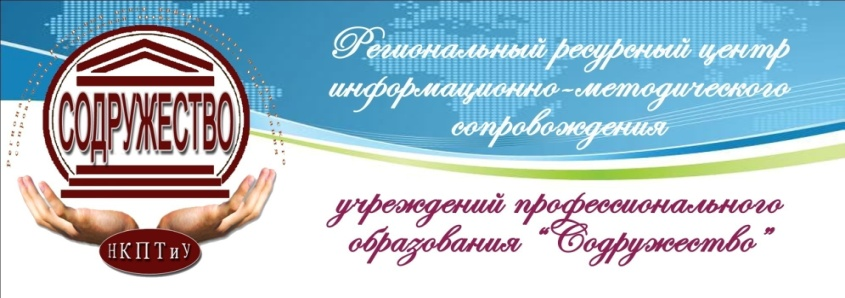 СОДРУЖЕСТВО
НКПТиУ
Региональный ресурсный центр
информационно-методического
сопровождения
учреждений профессионального
образования “Содружество”